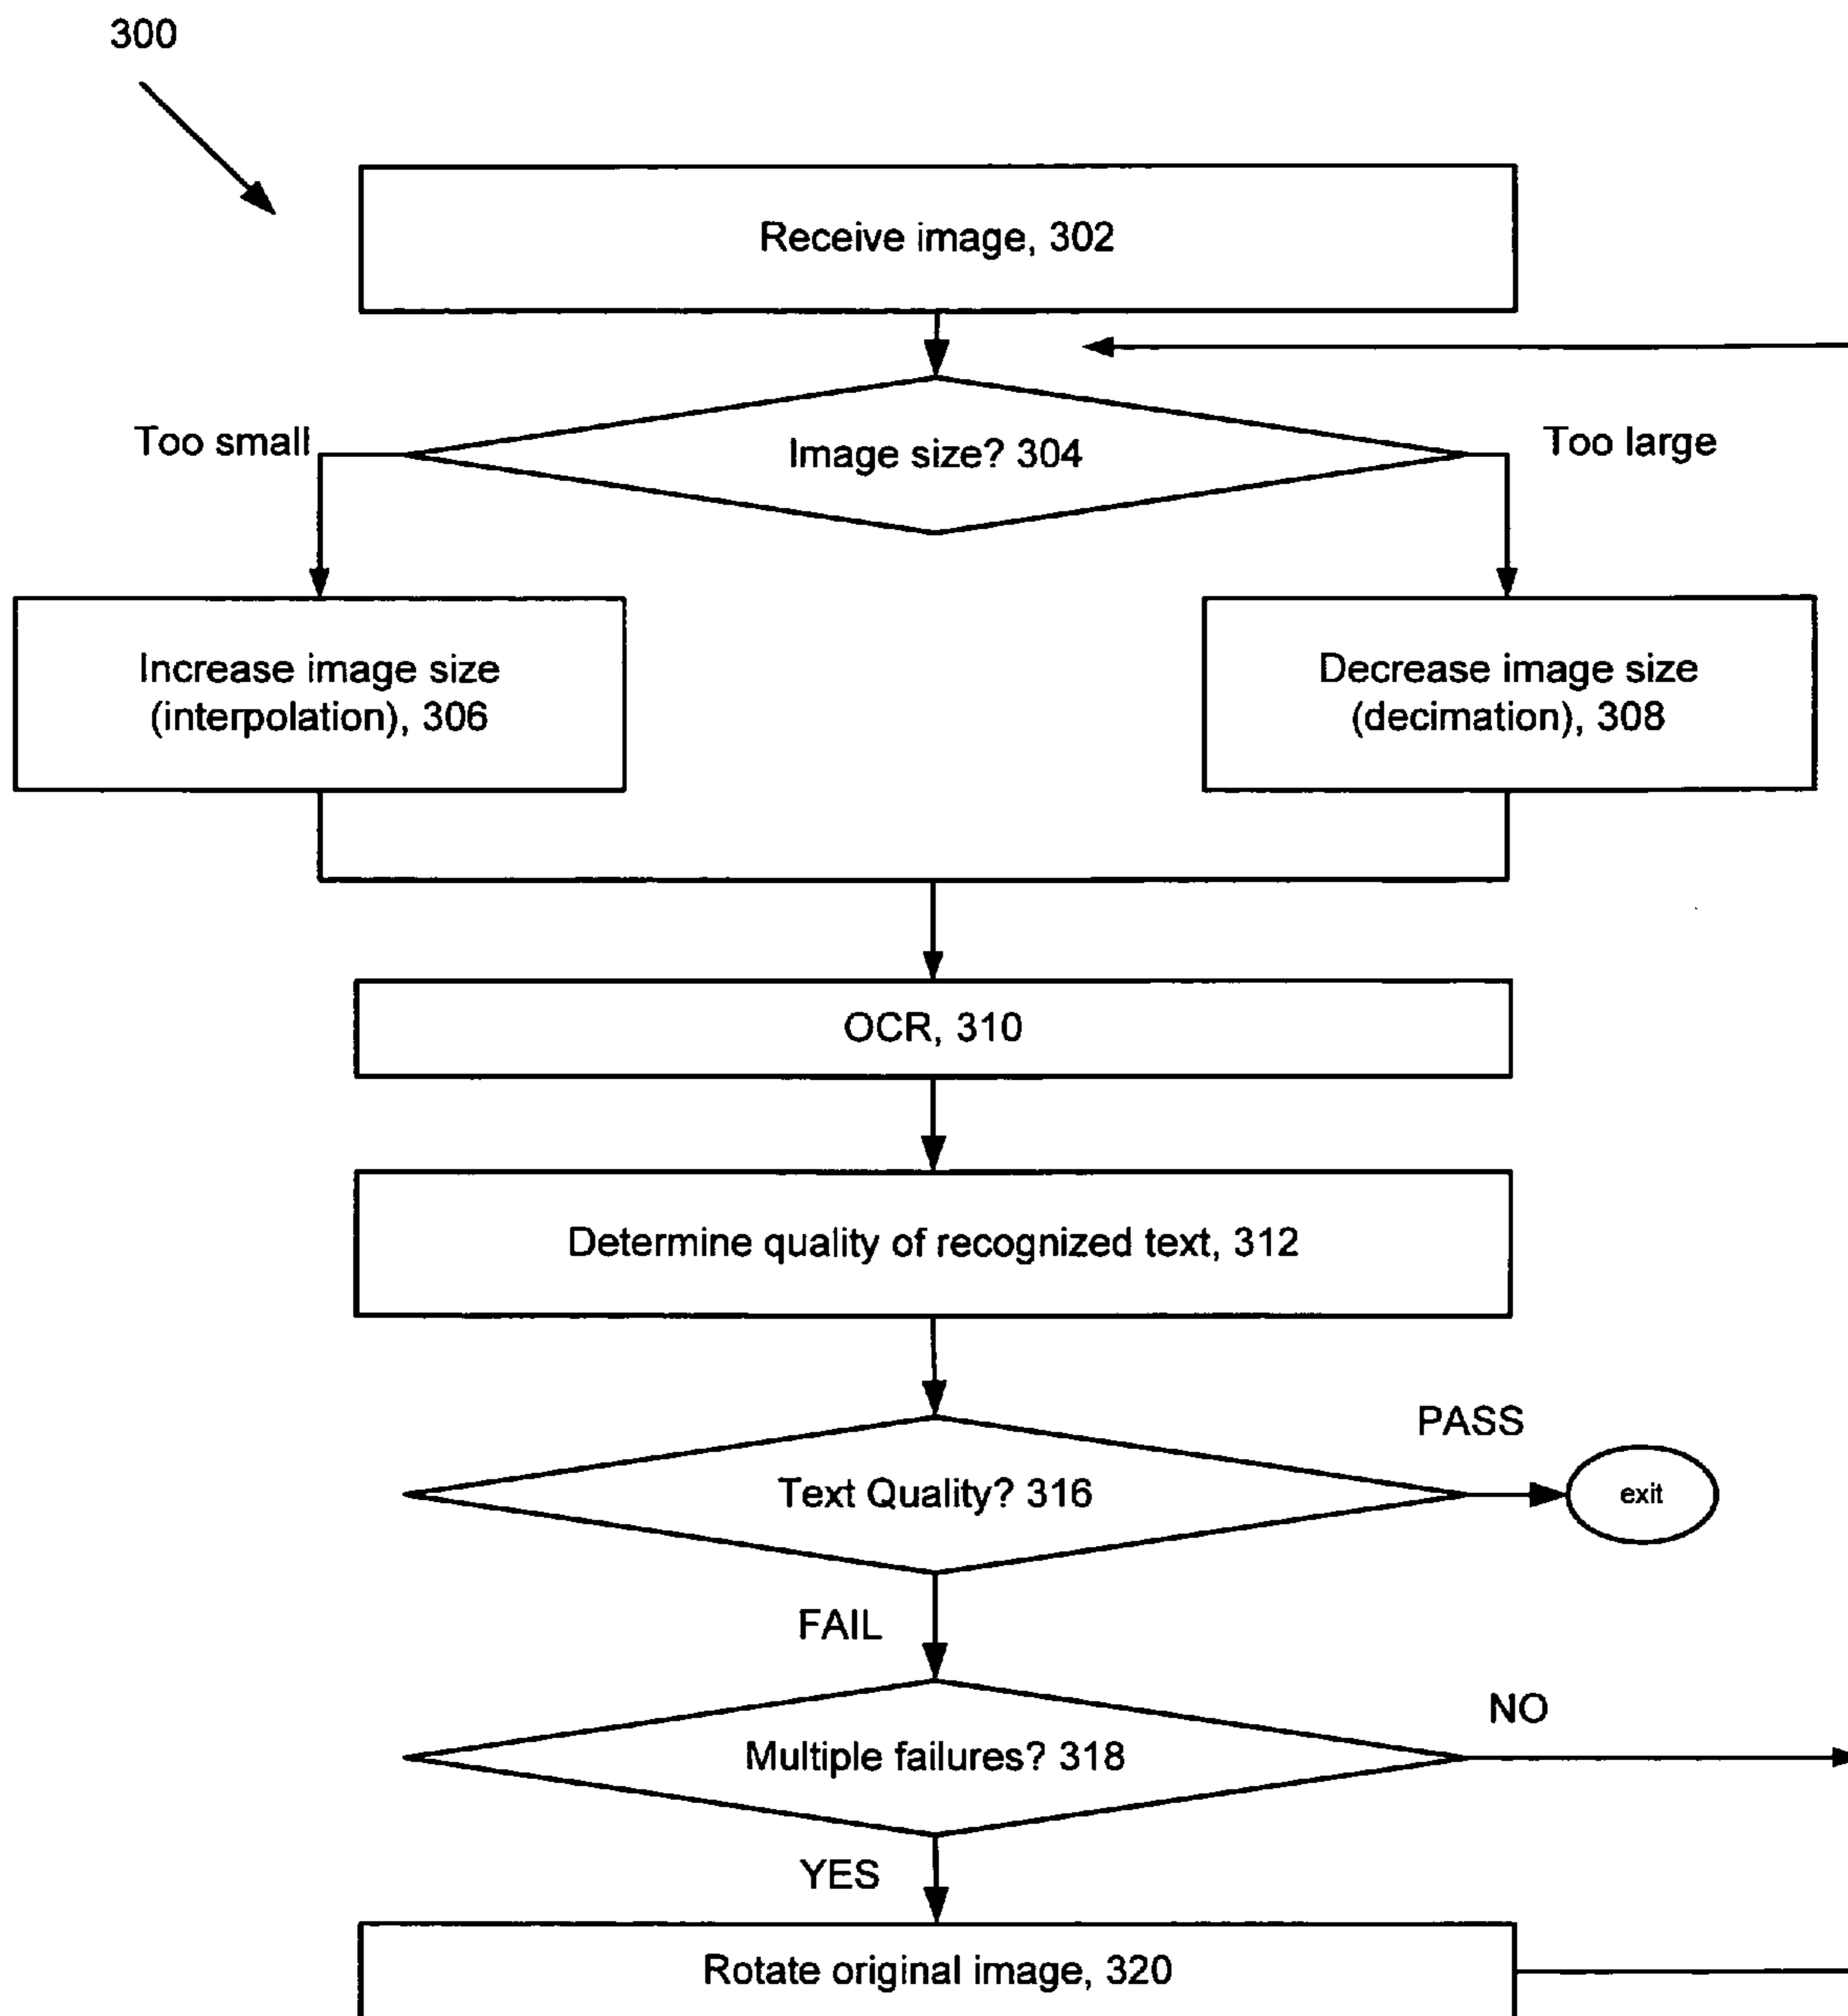 300
Receive image, 302
Image size? 304
Too small
Too large
Increase image size
(interpolation), 306
Decrease image size
(decimation), 308
OCR, 310
Determine quality of recognized text, 312
Text Quality? 316
PASS
exit
FAIL
Multiple failures? 318
NO
YES
Rotate original image, 320